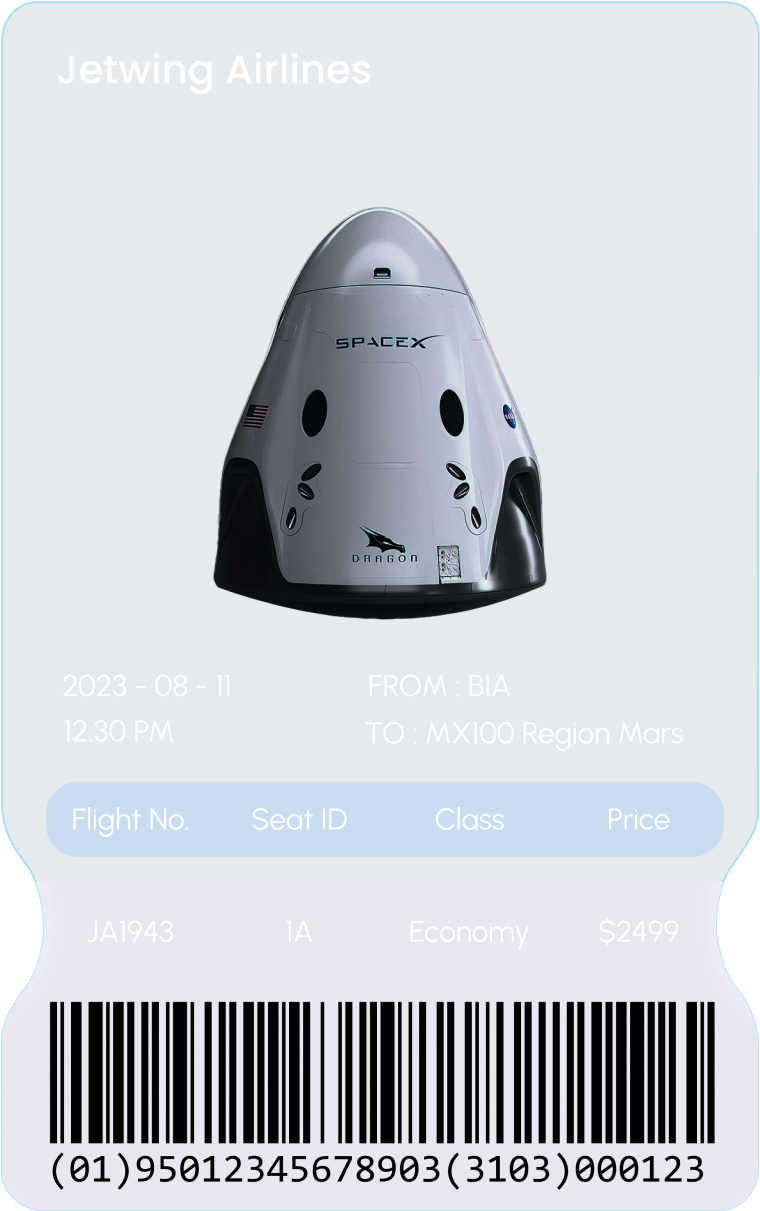 Jetwing Airlines
SPACEX
NASA
DRAGON
2023 - 08 - 11
FROM : BIA
12.30 PM
TO : MX100 Region Mars
Flight No. Seat ID Class Price
JA1943 1A Economy $2499
(01)95012345678903(3103)000123